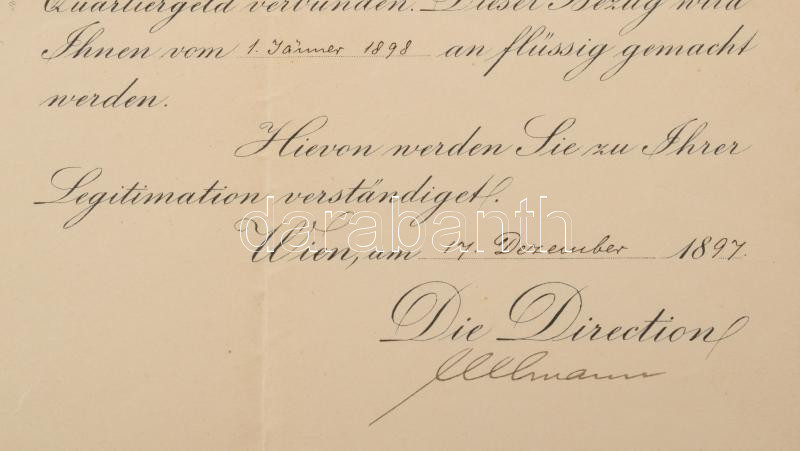 Quartiergeld verbunden. Dieser Bezug wird
Ihnen vom 1. Jänner 1898 an flüssig gemacht
werden.
Hievon werden Sie zu Ihrer
Legitimation verständiget.
darabanth
Wien, am 17. Dezember 1897.
Die Direction